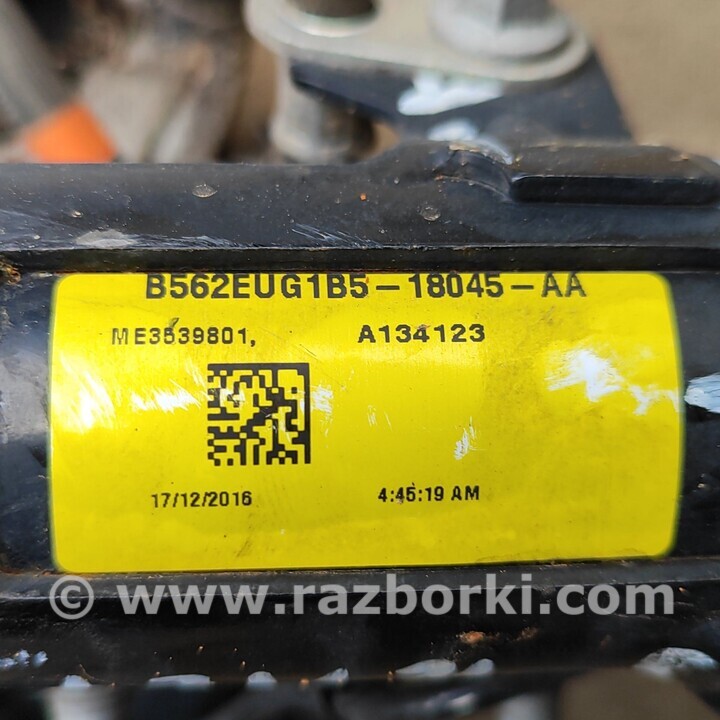 B562EUG1B5-18045-AA
ME3539801, A134123
17/12/2016 4:45:19 AM
© www.razborki.com